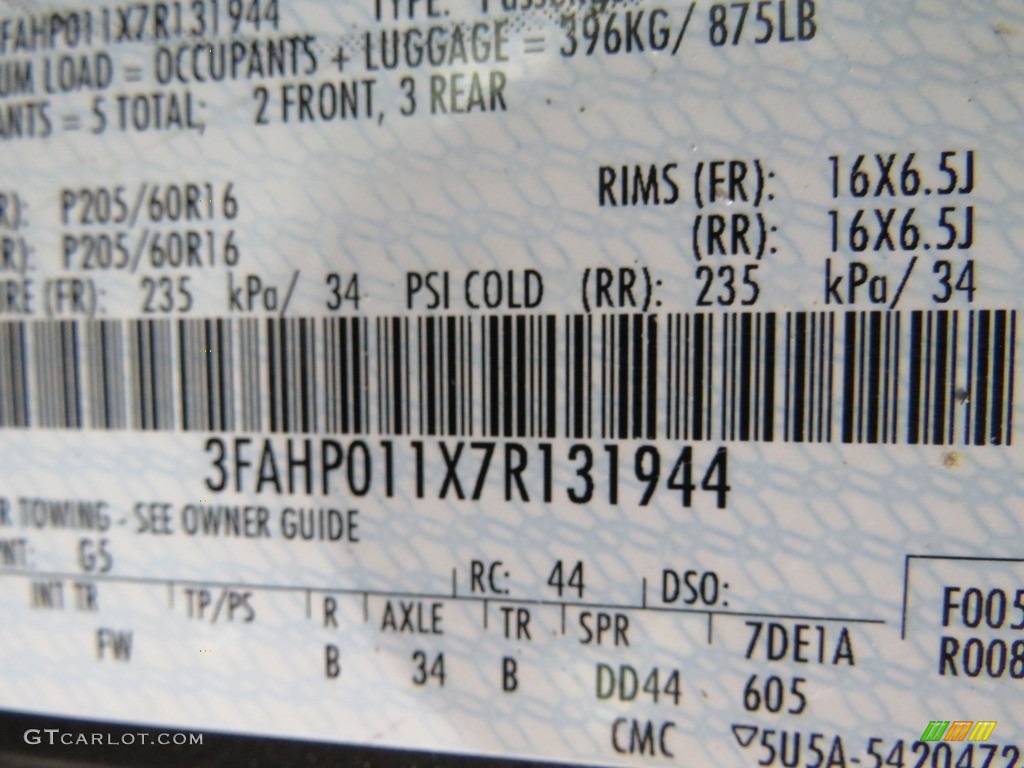 FAHP011X7R131944 TYPE:
UM LOAD = OCCUPANTS + LUGGAGE = 396KG/ 875LB
ANTS = 5 TOTAL; 2 FRONT, 3 REAR
R): P205/60R16 RIMS (FR): 16X6.5J
R): P205/60R16 (RR): 16X6.5J
RE (FR): 235 kPa/ 34 PSI COLD (RR): 235 kPa/ 34
3FAHP011X7R131944
R TOWING - SEE OWNER GUIDE
NT: G5 RC: 44 DSO: F005
INT TR TP/PS R AXLE TR SPR 7DE1A R008
FW B 34 B DD44 605
CMC ▽5U5A-5420472-
GTCARLOT.COM